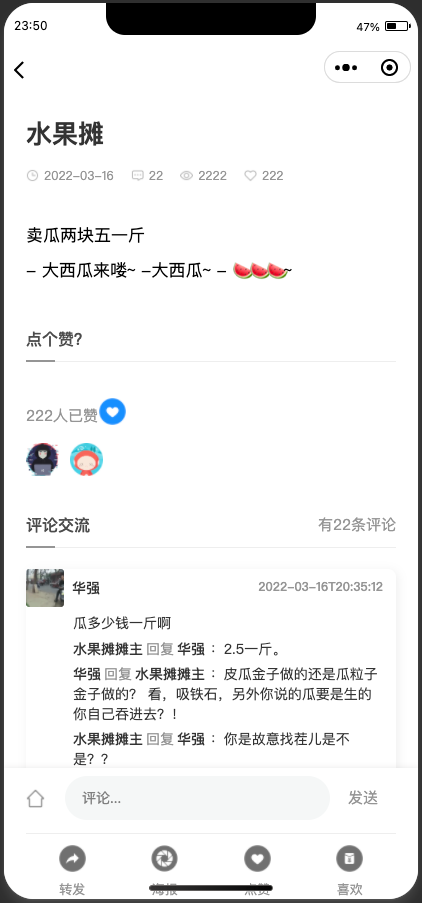 23:50
47%
水果摊
2022-03-16 22 2222 222
卖瓜两块五一斤
- 大西瓜来喽~ -大西瓜~ - 🍉🍉🍉~
点个赞?
222人已赞
评论交流 有22条评论
华强 2022-03-16T20:35:12
瓜多少钱一斤啊
水果摊摊主 回复 华强 ： 2.5一斤。
华强 回复 水果摊摊主 ： 皮瓜金子做的还是瓜粒子
金子做的？ 看，吸铁石，另外你说的瓜要是生的
你自己吞进去？！
水果摊摊主 回复 华强 ： 你是故意找茬儿是不
是？？
评论... 发送
转发 海报 点赞 喜欢